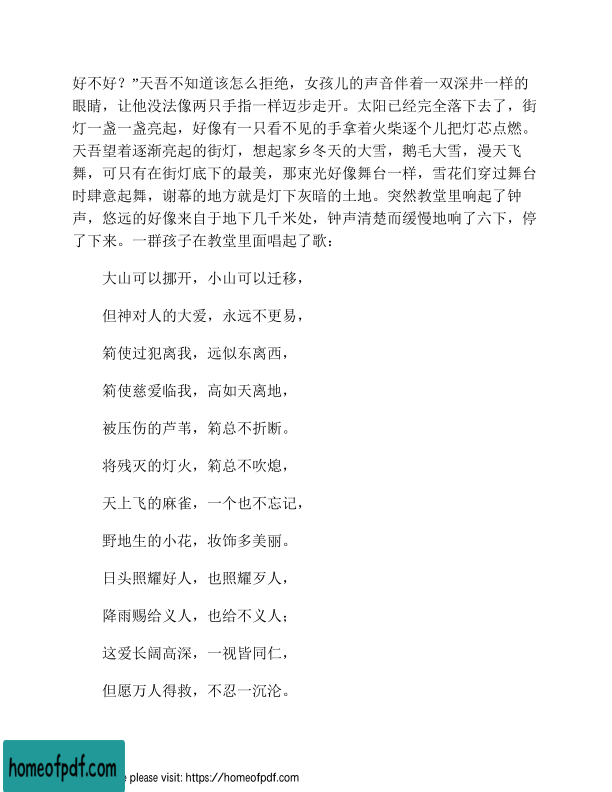 好不好？”天吾不知道该怎么拒绝，女孩儿的声音伴着一双深井一样的
眼睛，让他没法像两只手指一样迈步走开。太阳已经完全落下去了，街
灯一盏一盏亮起，好像有一只看不见的手拿着火柴逐个儿把灯芯点燃。
天吾望着逐渐亮起的街灯，想起家乡冬天的大雪，鹅毛大雪，漫天飞
舞，可只有在街灯底下的最美，那束光好像舞台一样，雪花们穿过舞台
时肆意起舞，谢幕的地方就是灯下灰暗的土地。突然教堂里响起了钟
声，悠远的好像来自于地下几千米处，钟声清楚而缓慢地响了六下，停
了下来。一群孩子在教堂里面唱起了歌：
大山可以挪开，小山可以迁移，
但神对人的大爱，永远不更易，
筣使过犯离我，远似东离西，
筣使慈爱临我，高如天离地，
被压伤的芦苇，筣总不折断。
将残灭的灯火，筣总不吹熄，
天上飞的麻雀，一个也不忘记，
野地生的小花，妆饰多美丽。
日头照耀好人，也照耀歹人，
降雨赐给义人，也给不义人；
这爱长阔高深，一视皆同仁，
但愿万人得救，不忍一沉沦。
homeofpdf.com
e please visit: https://homeofpdf.com